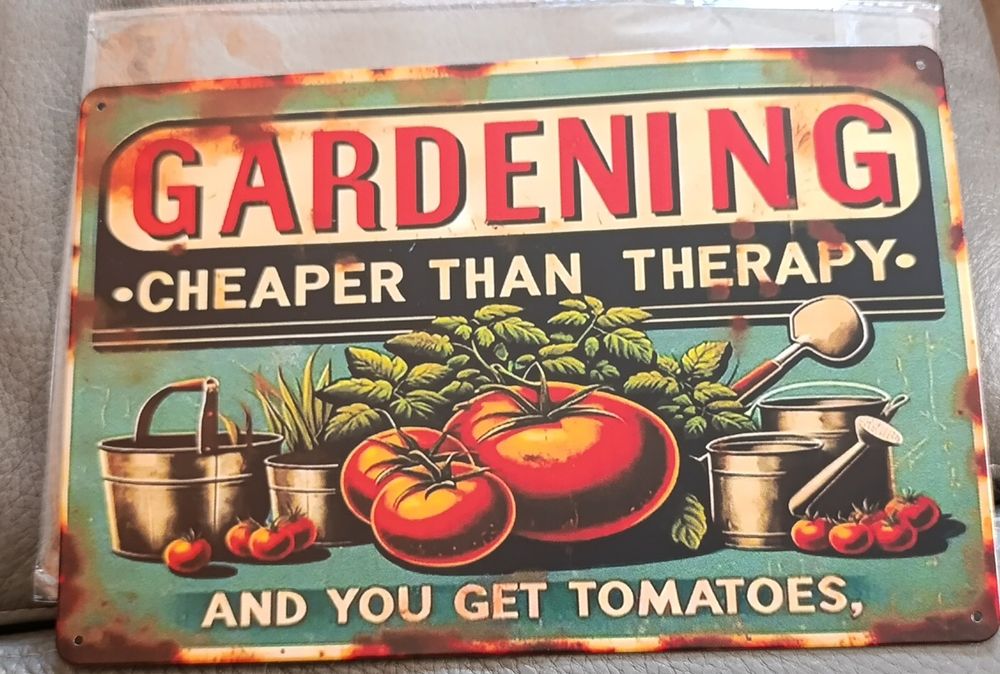 GARDENING
•CHEAPER THAN THERAPY•
AND YOU GET TOMATOES,